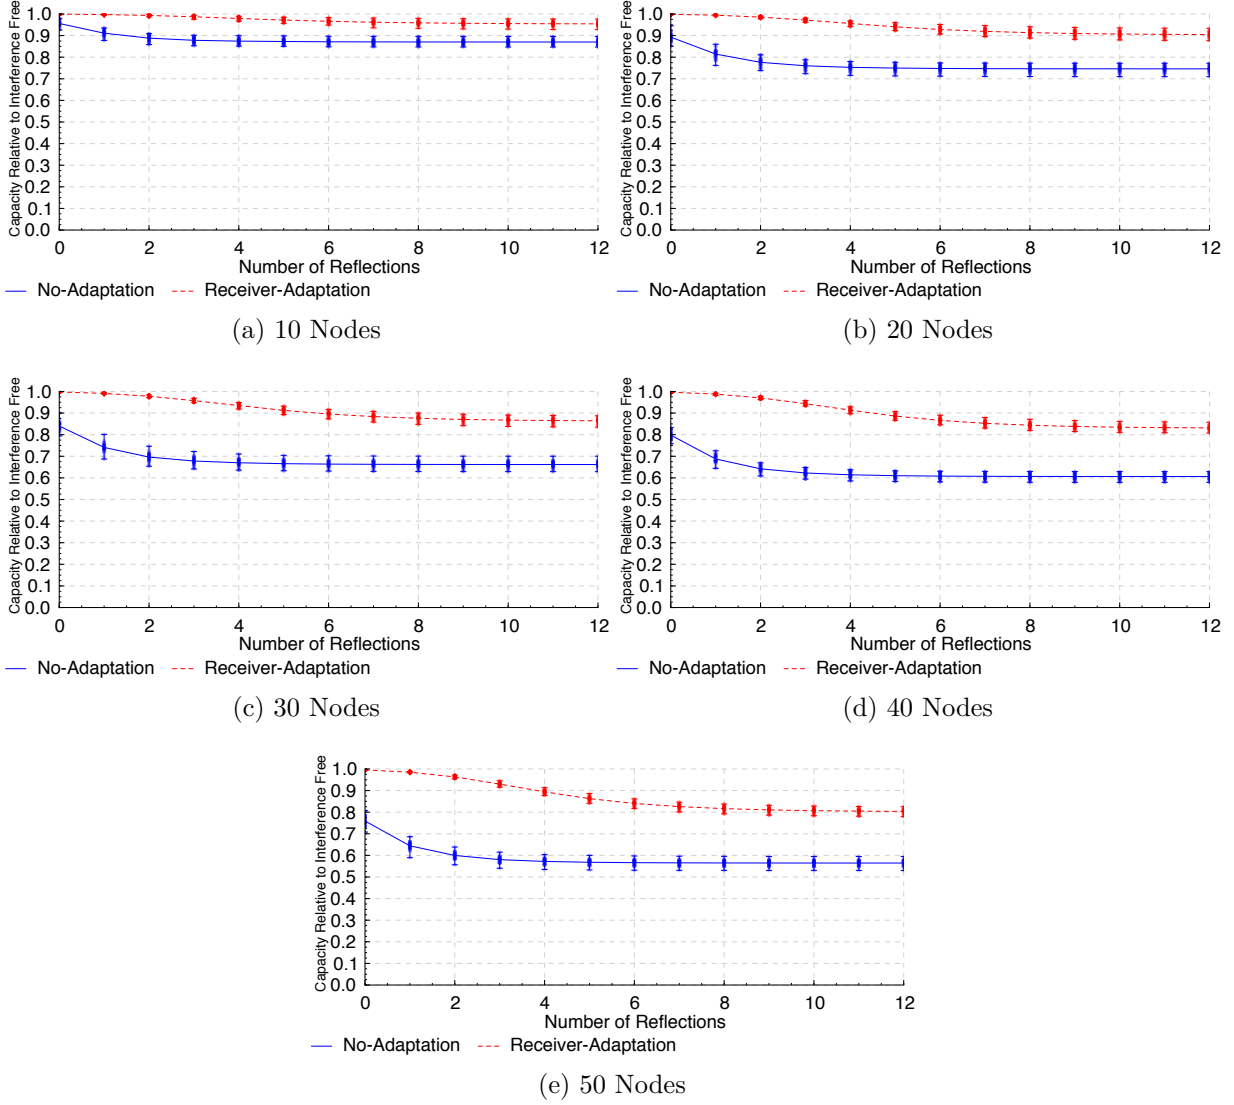 Capacity Relative to Interference Free
1.0
0.9
0.8
0.7
0.6
0.5
0.4
0.3
0.2
0.1
0.0
0 2 4 6 8 10 12
Number of Reflections
No-Adaptation Receiver-Adaptation
(a) 10 Nodes
Capacity Relative to Interference Free
1.0
0.9
0.8
0.7
0.6
0.5
0.4
0.3
0.2
0.1
0.0
0 2 4 6 8 10 12
Number of Reflections
No-Adaptation Receiver-Adaptation
(b) 20 Nodes
Capacity Relative to Interference Free
1.0
0.9
0.8
0.7
0.6
0.5
0.4
0.3
0.2
0.1
0.0
0 2 4 6 8 10 12
Number of Reflections
No-Adaptation Receiver-Adaptation
(c) 30 Nodes
Capacity Relative to Interference Free
1.0
0.9
0.8
0.7
0.6
0.5
0.4
0.3
0.2
0.1
0.0
0 2 4 6 8 10 12
Number of Reflections
No-Adaptation Receiver-Adaptation
(d) 40 Nodes
Capacity Relative to Interference Free
1.0
0.9
0.8
0.7
0.6
0.5
0.4
0.3
0.2
0.1
0.0
0 2 4 6 8 10 12
Number of Reflections
No-Adaptation Receiver-Adaptation
(e) 50 Nodes